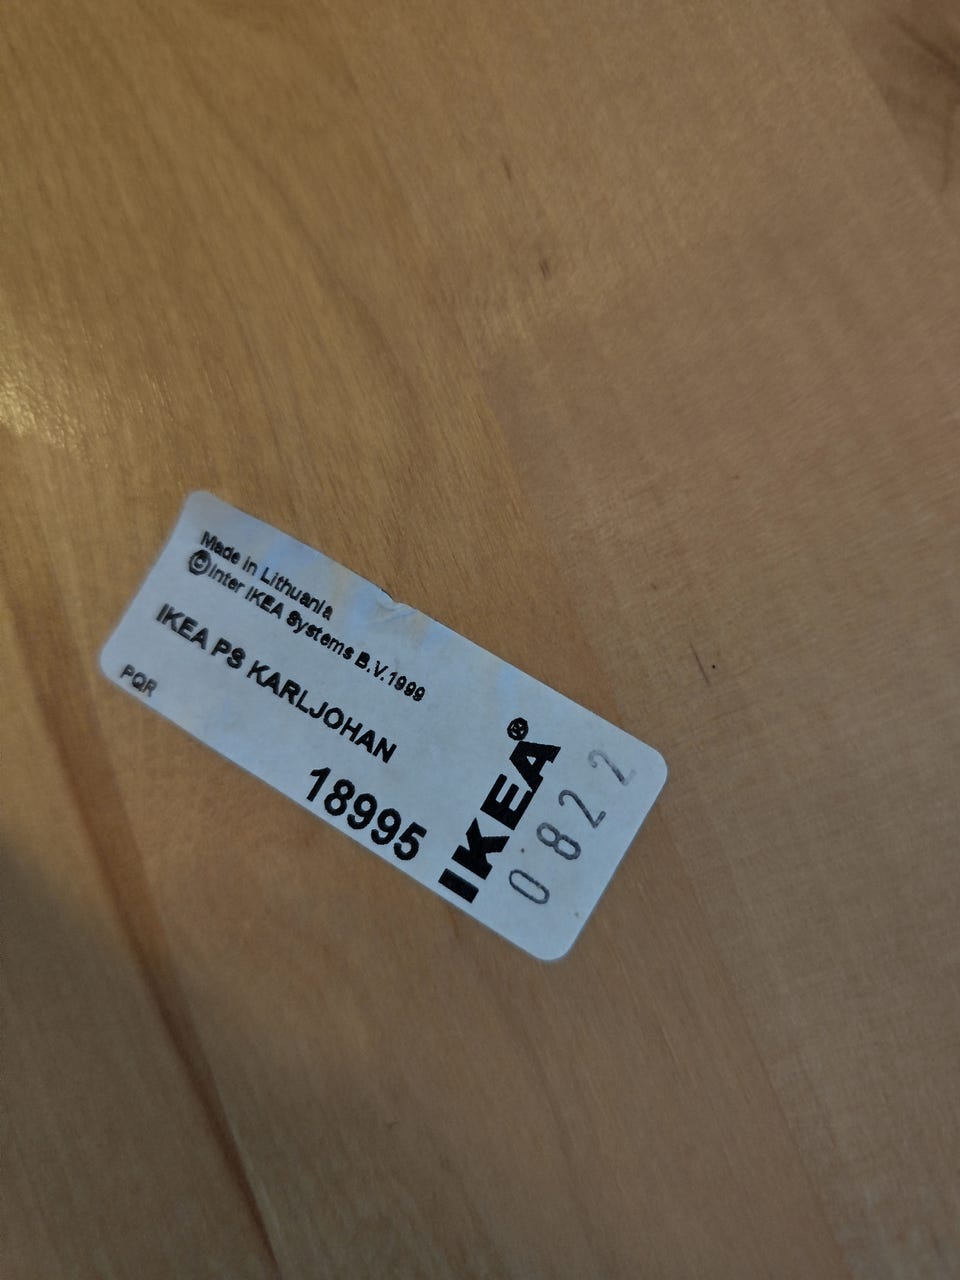 Made in Lithuania
©Inter IKEA Systems B.V.1999
IKEA PS KARLJOHAN
PQR
18995
IKEA®
0822